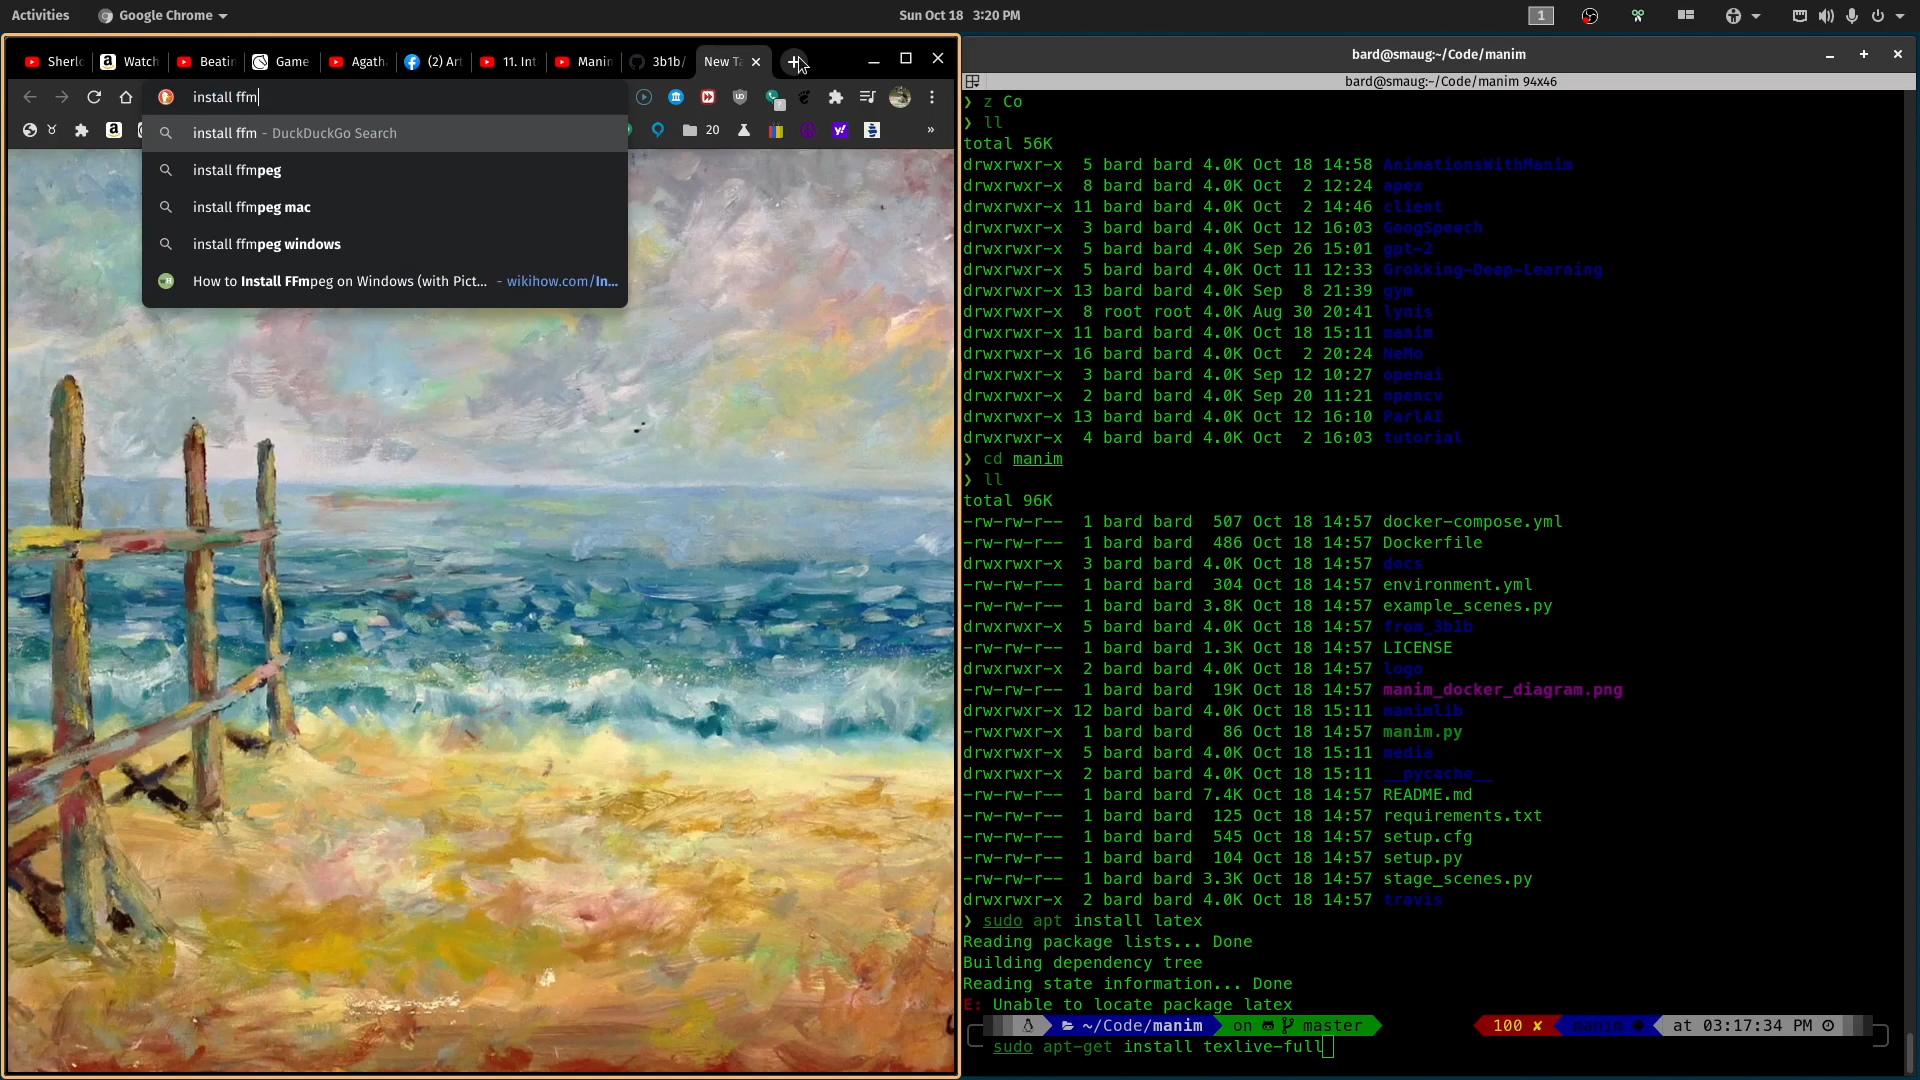 Activities
Google Chrome
Sun Oct 18 3:20 PM
1
Sherl
Watch
Beatin
Game
Agath
(2) Art
11. Int
Manin
3b1b/
New Ta
install ffm
20
install ffm - DuckDuckGo Search
install ffmpeg
install ffmpeg mac
install ffmpeg windows
How to Install FFmpeg on Windows (with Pict... - wikihow.com/In...
bard@smaug:~/Code/manim
bard@smaug:~/Code/manim 94x46
❯ z Co
❯ ll
total 56K
drwxrwxr-x 5 bard bard 4.0K Oct 18 14:58 AnimationsWithManim
drwxrwxr-x 8 bard bard 4.0K Oct 2 12:24 apex
drwxrwxr-x 11 bard bard 4.0K Oct 2 14:46 client
drwxrwxr-x 3 bard bard 4.0K Oct 12 16:03 GoogSpeech
drwxrwxr-x 5 bard bard 4.0K Sep 26 15:01 gpt-2
drwxrwxr-x 5 bard bard 4.0K Oct 11 12:33 Grokking-Deep-Learning
drwxrwxr-x 13 bard bard 4.0K Sep 8 21:39 gym
drwxrwxr-x 8 root root 4.0K Aug 30 20:41 lynis
drwxrwxr-x 11 bard bard 4.0K Oct 18 15:11 manim
drwxrwxr-x 16 bard bard 4.0K Oct 2 20:24 NeMo
drwxrwxr-x 3 bard bard 4.0K Sep 12 10:27 openai
drwxrwxr-x 2 bard bard 4.0K Sep 20 11:21 opencv
drwxrwxr-x 13 bard bard 4.0K Oct 12 16:10 ParlAI
drwxrwxr-x 4 bard bard 4.0K Oct 2 16:03 tutorial
❯ cd manim
❯ ll
total 96K
-rw-rw-r-- 1 bard bard 507 Oct 18 14:57 docker-compose.yml
-rw-rw-r-- 1 bard bard 486 Oct 18 14:57 Dockerfile
drwxrwxr-x 3 bard bard 4.0K Oct 18 14:57 docs
-rw-rw-r-- 1 bard bard 304 Oct 18 14:57 environment.yml
-rw-rw-r-- 1 bard bard 3.8K Oct 18 14:57 example_scenes.py
drwxrwxr-x 5 bard bard 4.0K Oct 18 14:57 from_3b1b
-rw-rw-r-- 1 bard bard 1.3K Oct 18 14:57 LICENSE
drwxrwxr-x 2 bard bard 4.0K Oct 18 14:57 logo
-rw-rw-r-- 1 bard bard 19K Oct 18 14:57 manim_docker_diagram.png
drwxrwxr-x 12 bard bard 4.0K Oct 18 15:11 manimlib
-rwxrwxr-x 1 bard bard 86 Oct 18 14:57 manim.py
drwxrwxr-x 5 bard bard 4.0K Oct 18 15:11 media
drwxrwxr-x 2 bard bard 4.0K Oct 18 15:11 __pycache__
-rw-rw-r-- 1 bard bard 7.4K Oct 18 14:57 README.md
-rw-rw-r-- 1 bard bard 125 Oct 18 14:57 requirements.txt
-rw-rw-r-- 1 bard bard 545 Oct 18 14:57 setup.cfg
-rw-rw-r-- 1 bard bard 104 Oct 18 14:57 setup.py
-rw-rw-r-- 1 bard bard 3.3K Oct 18 14:57 stage_scenes.py
drwxrwxr-x 2 bard bard 4.0K Oct 18 14:57 travis
❯ sudo apt install latex
Reading package lists... Done
Building dependency tree
Reading state information... Done
E: Unable to locate package latex
~/Code/manim on master 100 ✘ manim at 03:17:34 PM
sudo apt-get install texlive-full